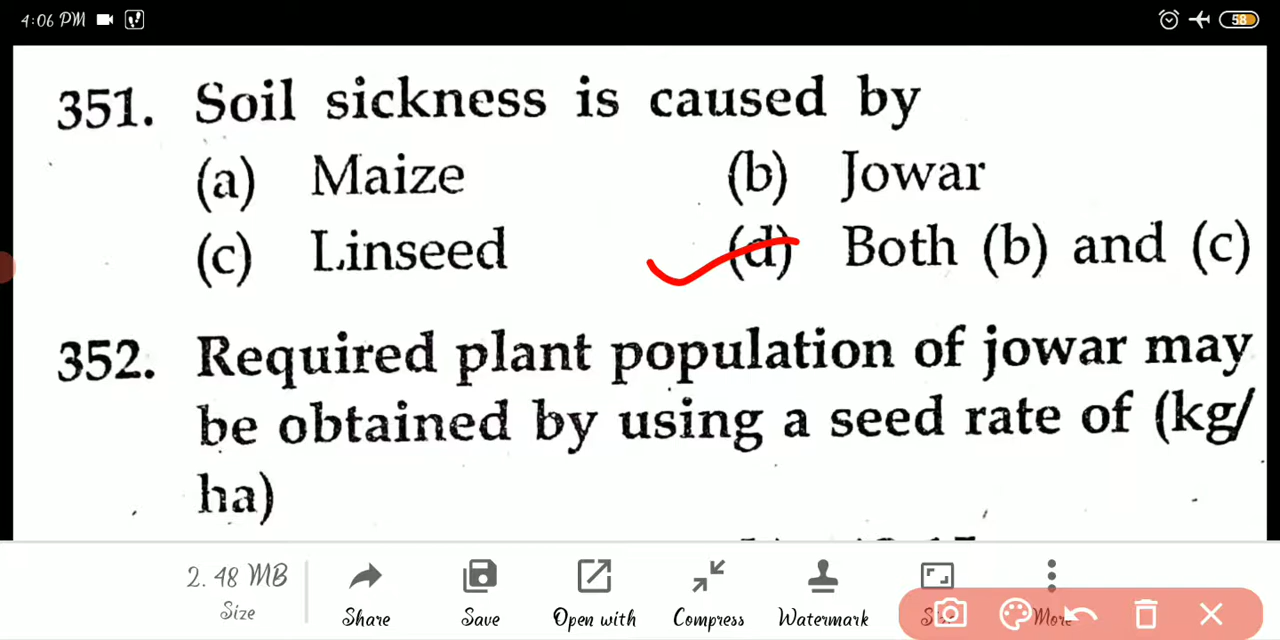 4:06 PM 58
351. Soil sickness is caused by
(a) Maize (b) Jowar
(c) Linseed (d) Both (b) and (c)
352. Required plant population of jowar may
be obtained by using a seed rate of (kg/
ha)
2.48 MB
Size Share Save Open with Compress Watermark More